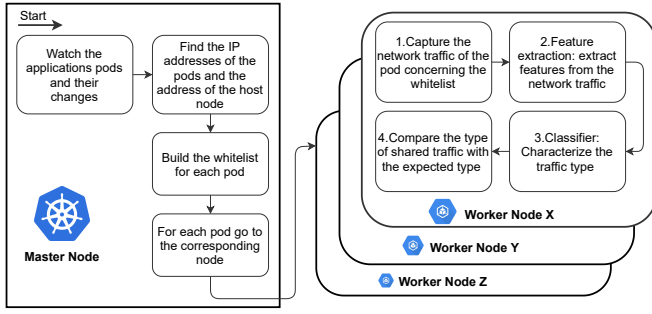 Start
Watch the
applications pods
and their
changes
Find the IP
addresses of the
pods and the
address of the host
node
Build the whitelist
for each pod
For each pod go to
the corresponding
node
Master Node
1.Capture the
network traffic of the
pod concerning the
whitelist
2.Feature
extraction: extract
features from the
network traffic
3.Classifier:
Characterize the
traffic type
4.Compare the type
of shared traffic with
the expected type
Worker Node X
Worker Node Y
Worker Node Z